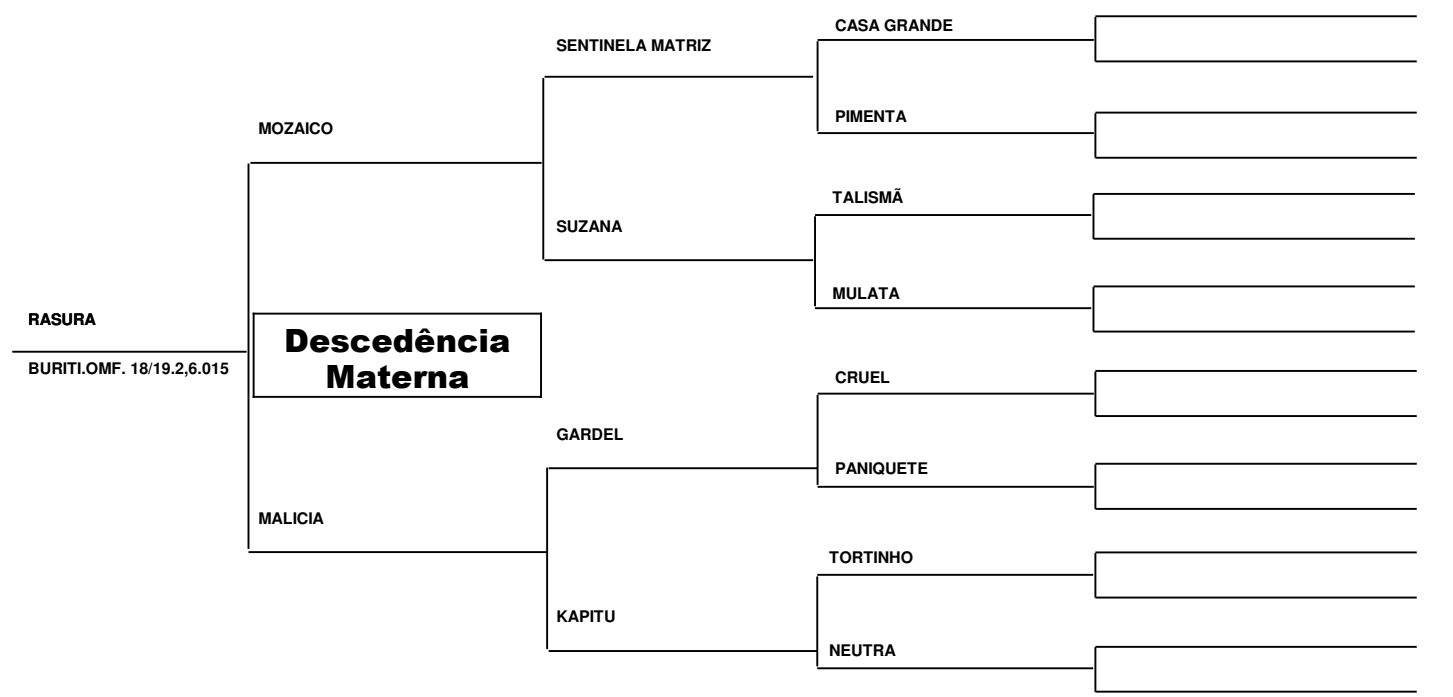 CASA GRANDE
SENTINELA MATRIZ
PIMENTA
MOZAICO
TALISMÃ
SUZANA
MULATA
RASURA
BURITI.OMF. 18/19.2,6.015
Descedência
Materna
CRUEL
GARDEL
PANIQUETE
MALICIA
TORTINHO
KAPITU
NEUTRA